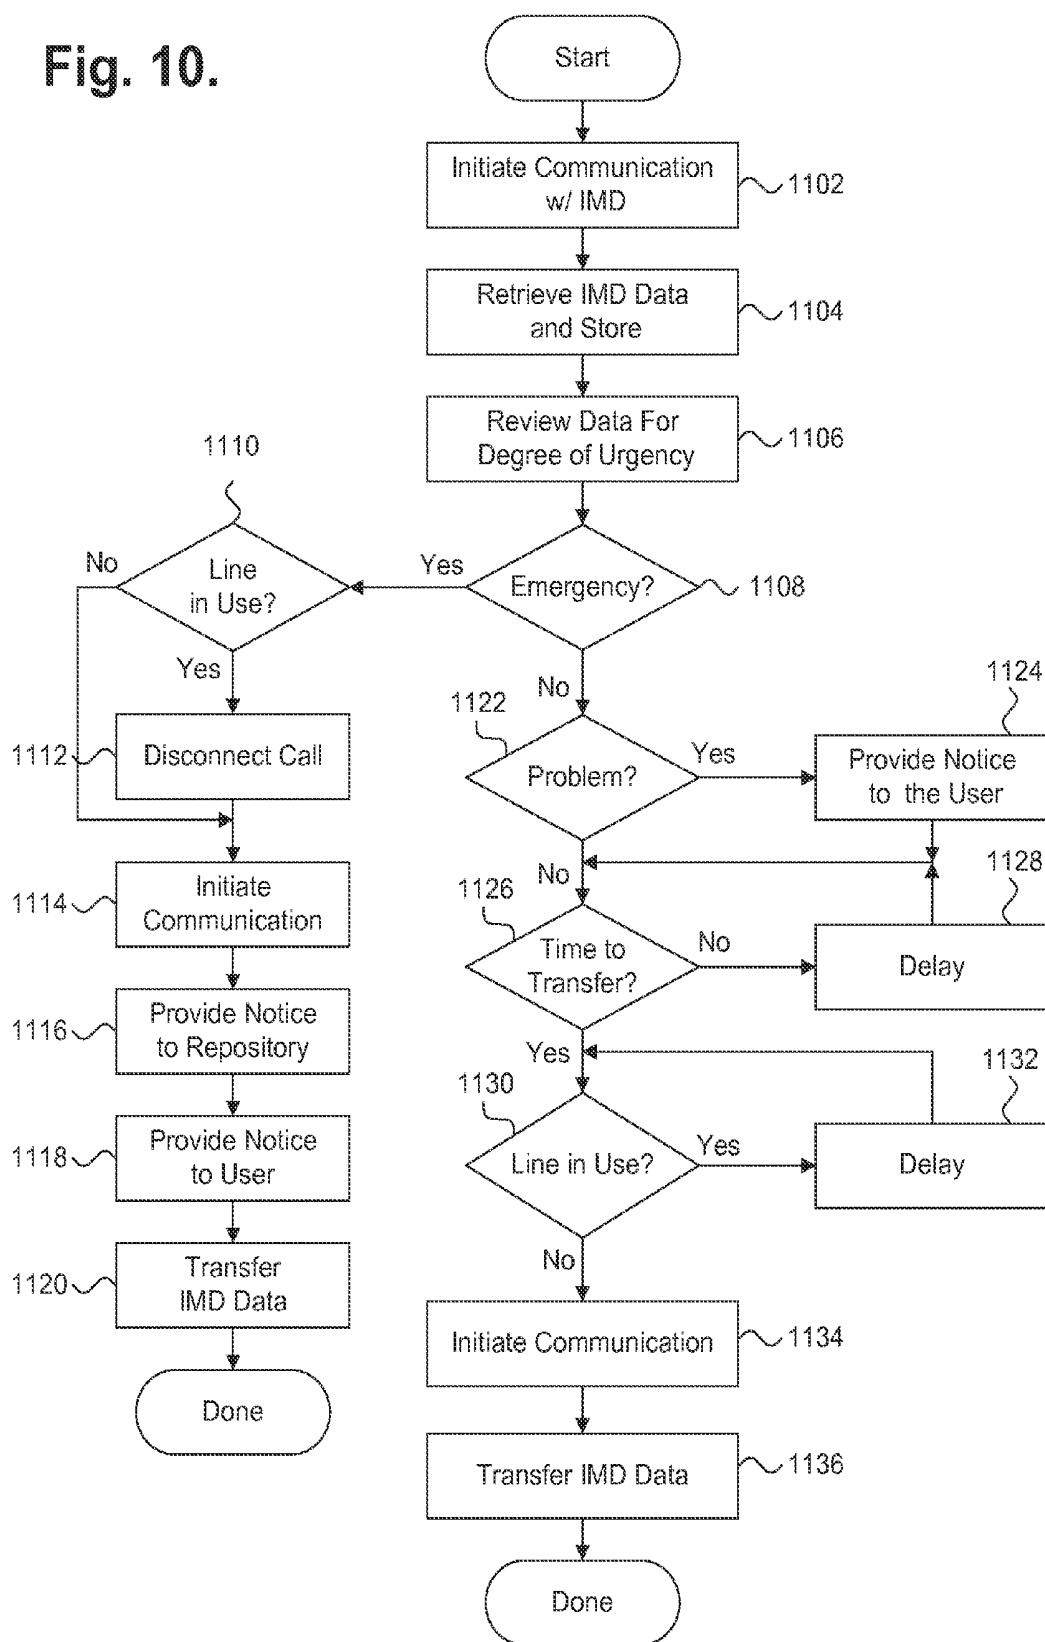 Fig. 10.
Start
Initiate Communication
w/ IMD
1102
Retrieve IMD Data
and Store
1104
Review Data For
Degree of Urgency
1106
1110
No
Line
in Use?
Yes
Emergency?
1108
Yes
No
1112
Disconnect Call
1122
Problem?
Yes
1124
Provide Notice
to the User
1114
Initiate
Communication
No
1126
Time to
Transfer?
No
1128
Delay
1116
Provide Notice
to Repository
Yes
1130
Line in Use?
Yes
1132
Delay
1118
Provide Notice
to User
No
1120
Transfer
IMD Data
Initiate Communication
1134
Done
Transfer IMD Data
1136
Done